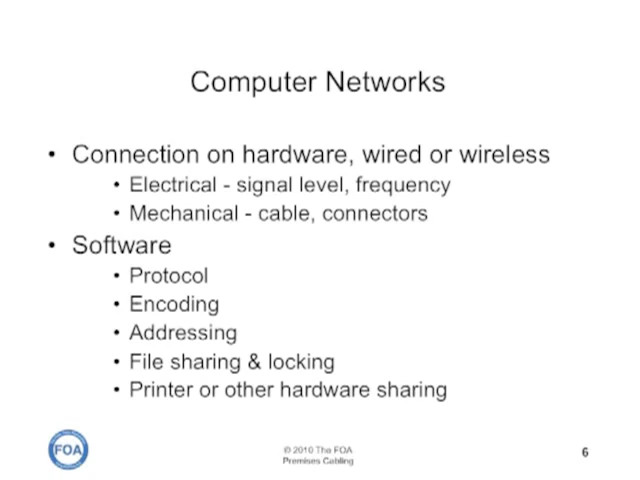 Computer Networks
• Connection on hardware, wired or wireless
• Electrical - signal level, frequency
• Mechanical - cable, connectors
• Software
• Protocol
• Encoding
• Addressing
• File sharing & locking
• Printer or other hardware sharing
FOA
© 2010 The FOA
Premises Cabling
6